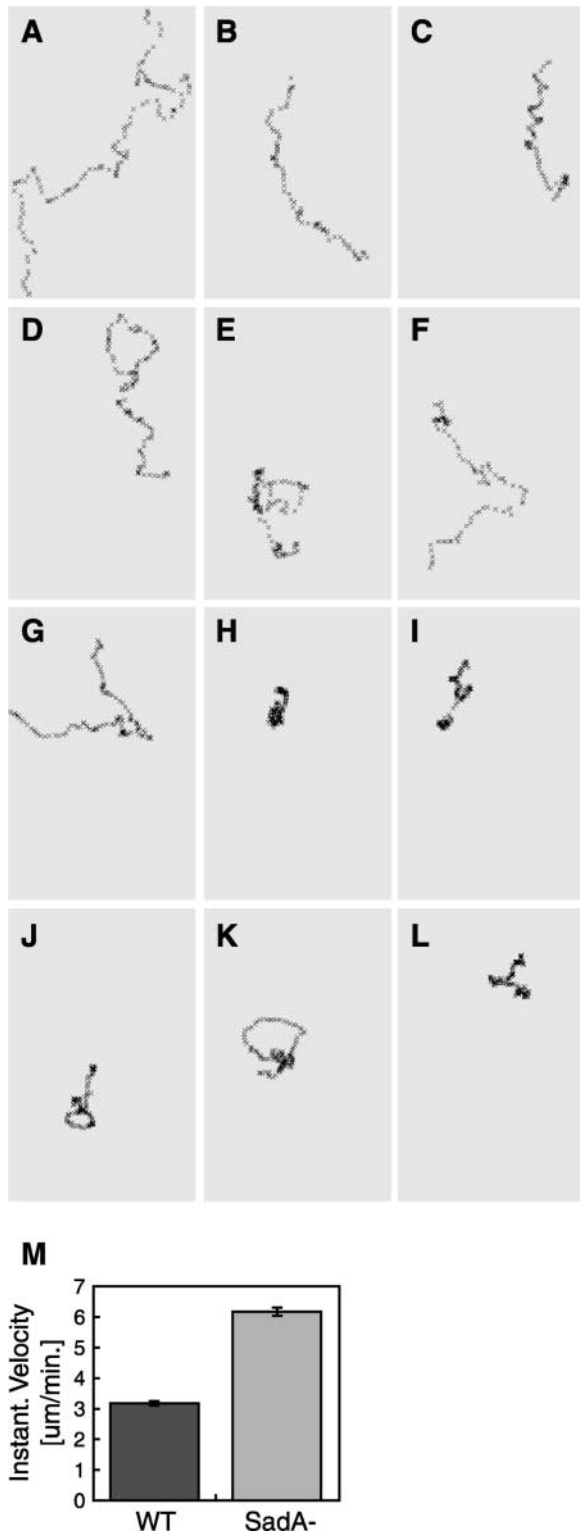 A B C
D E F
G H I
J K L
M
Instant. Velocity
[um/min.]
7
6
5
4
3
2
1
0
WT SadA-